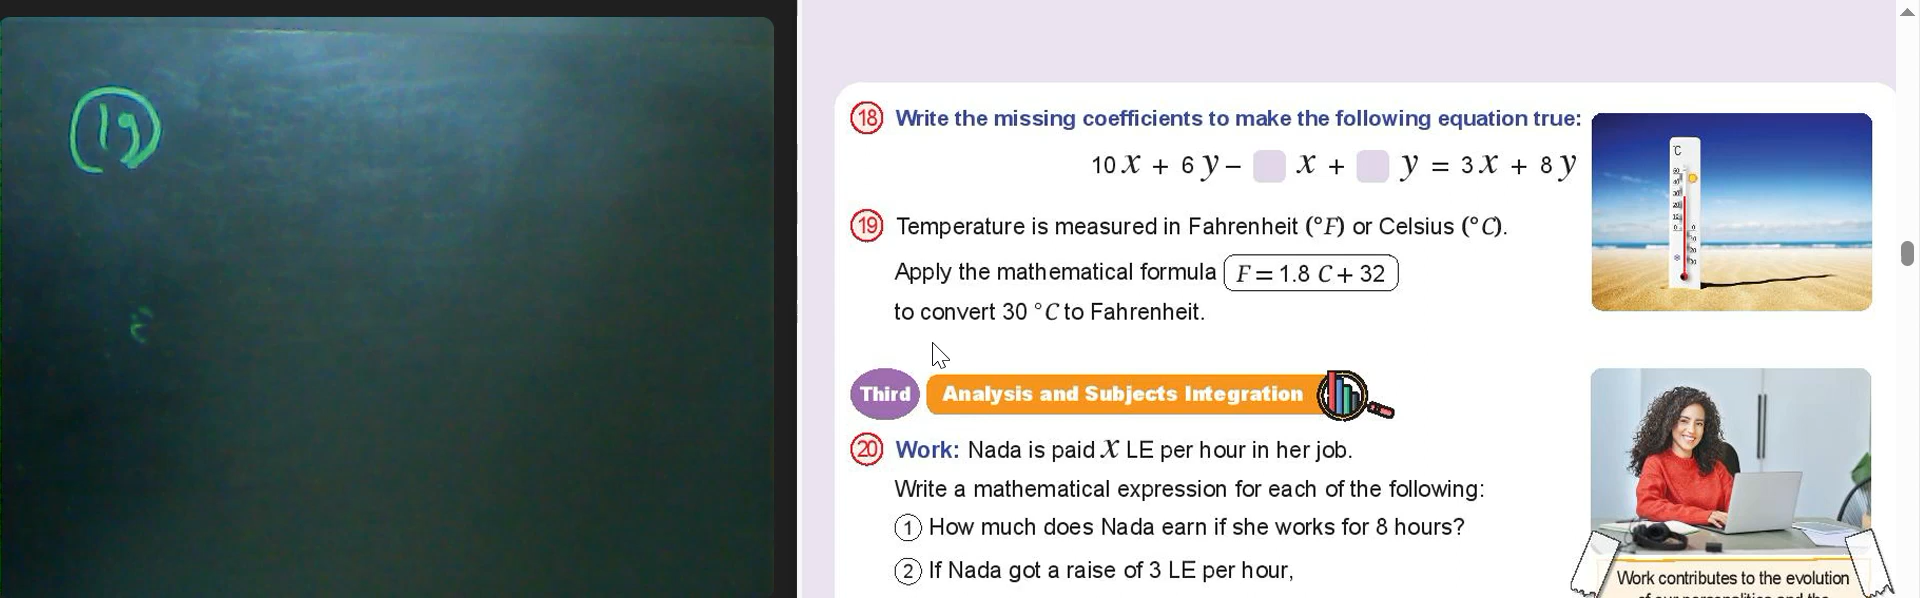 19
18 Write the missing coefficients to make the following equation true:
10 x + 6 y - x + y = 3 x + 8 y
19 Temperature is measured in Fahrenheit (°F) or Celsius (°C).
Apply the mathematical formula F = 1.8 C + 32
to convert 30 °C to Fahrenheit.
Third Analysis and Subjects Integration
20 Work: Nada is paid x LE per hour in her job.
Write a mathematical expression for each of the following:
1 How much does Nada earn if she works for 8 hours?
2 If Nada got a raise of 3 LE per hour,
°C
Work contributes to the evolution